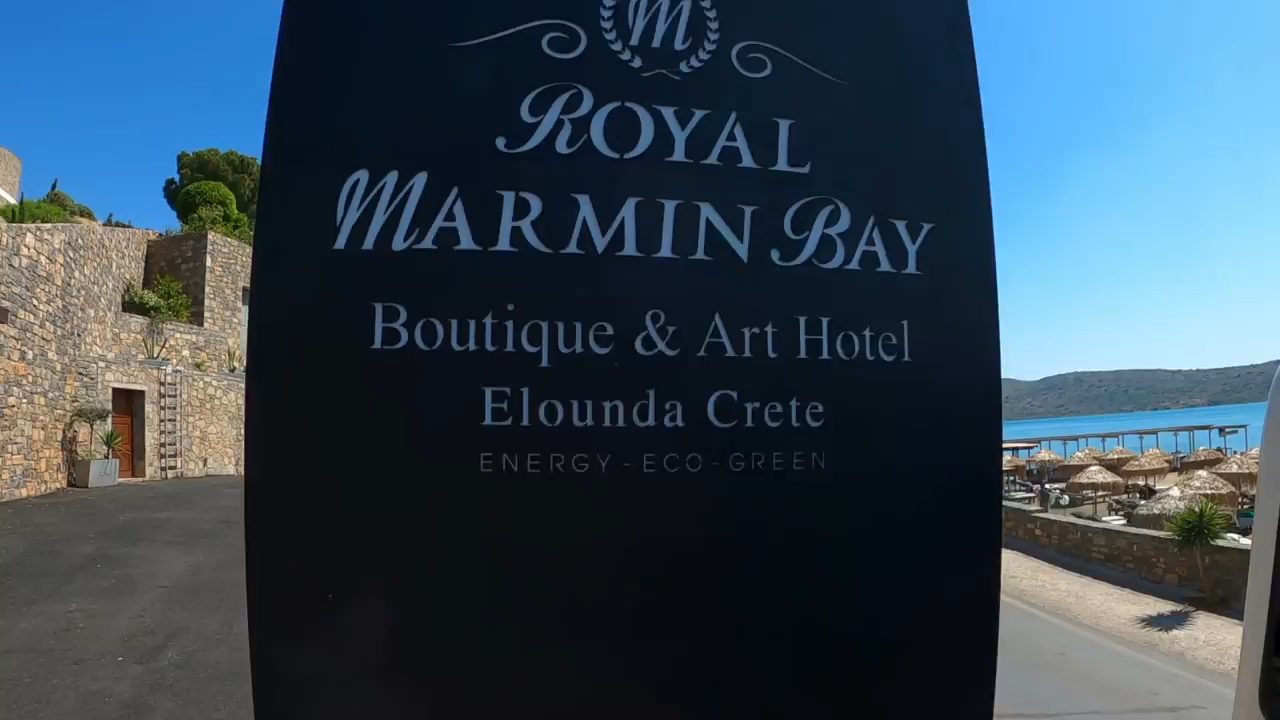 M
ROYAL
MARMIN BAY
Boutique & Art Hotel
Elounda Crete
ENERGY-ECO-GREEN